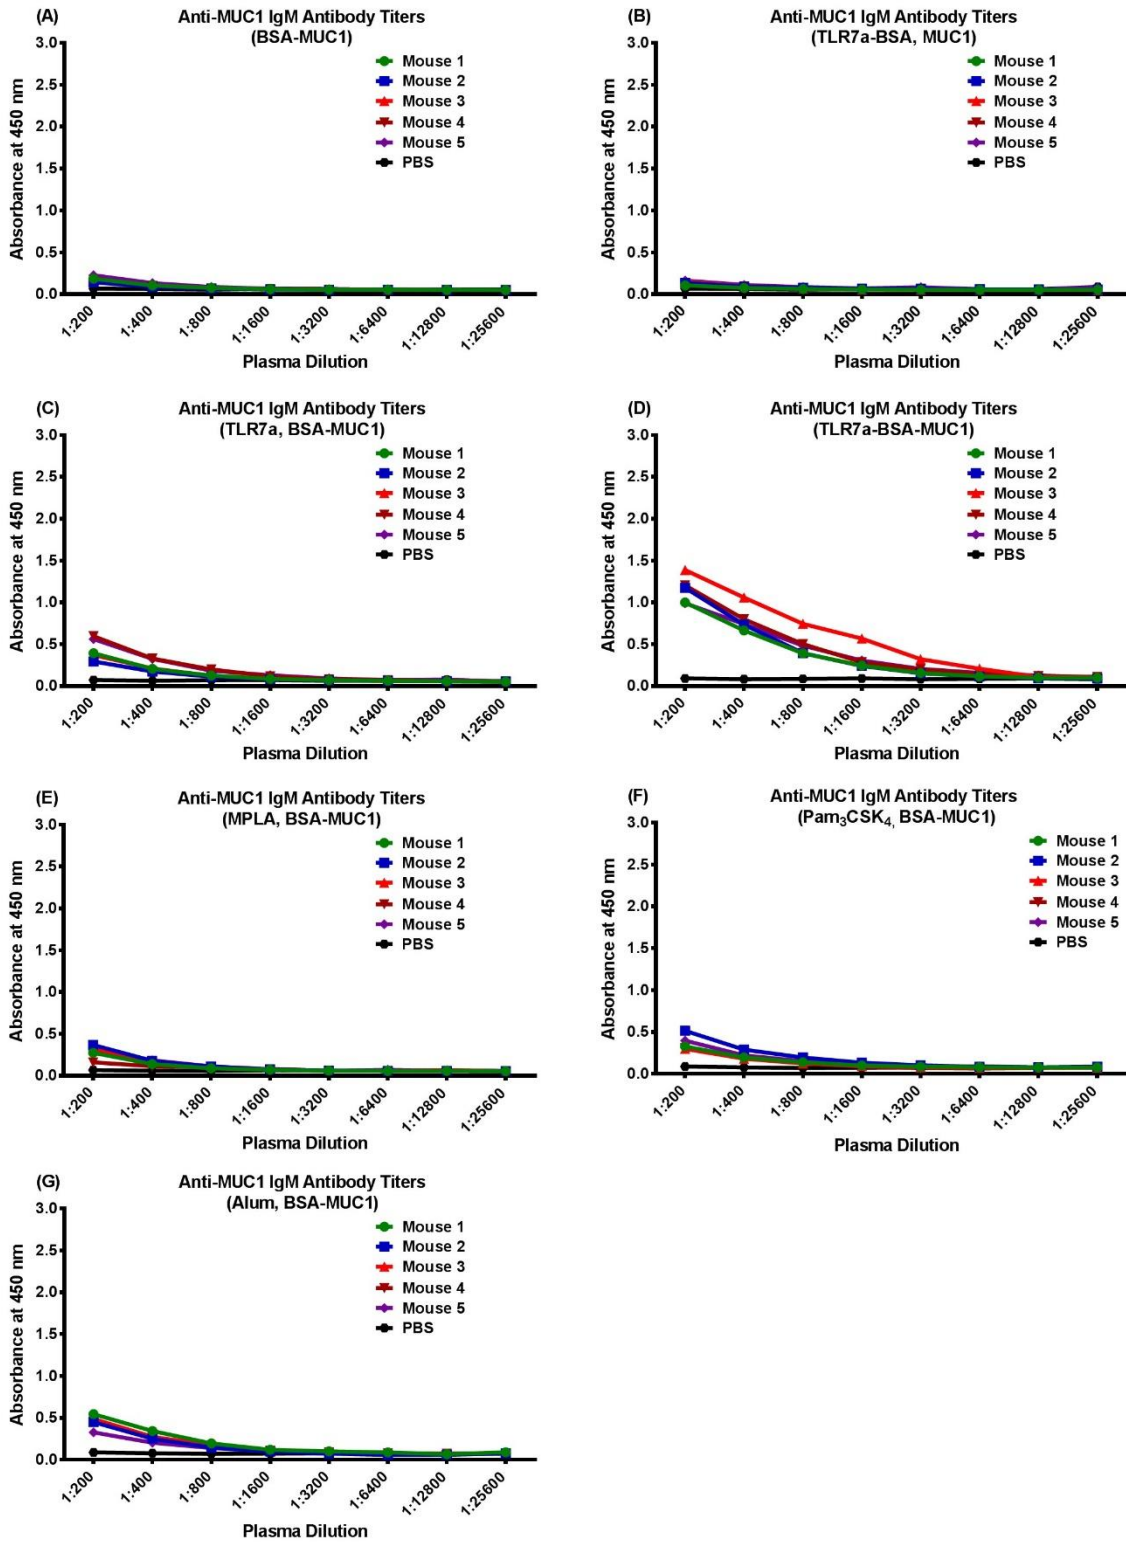 (A)
Anti-MUC1 IgM Antibody Titers
(BSA-MUC1)
3.0
2.5
2.0
1.5
1.0
0.5
0.0
Absorbance at 450 nm
Mouse 1
Mouse 2
Mouse 3
Mouse 4
Mouse 5
PBS
1:200
1:400
1:800
1:1600
1:3200
1:6400
1:12800
1:25600
Plasma Dilution
(B)
Anti-MUC1 IgM Antibody Titers
(TLR7a-BSA, MUC1)
3.0
2.5
2.0
1.5
1.0
0.5
0.0
Absorbance at 450 nm
Mouse 1
Mouse 2
Mouse 3
Mouse 4
Mouse 5
PBS
1:200
1:400
1:800
1:1600
1:3200
1:6400
1:12800
1:25600
Plasma Dilution
(C)
Anti-MUC1 IgM Antibody Titers
(TLR7a, BSA-MUC1)
3.0
2.5
2.0
1.5
1.0
0.5
0.0
Absorbance at 450 nm
Mouse 1
Mouse 2
Mouse 3
Mouse 4
Mouse 5
PBS
1:200
1:400
1:800
1:1600
1:3200
1:6400
1:12800
1:25600
Plasma Dilution
(D)
Anti-MUC1 IgM Antibody Titers
(TLR7a-BSA-MUC1)
3.0
2.5
2.0
1.5
1.0
0.5
0.0
Absorbance at 450 nm
Mouse 1
Mouse 2
Mouse 3
Mouse 4
Mouse 5
PBS
1:200
1:400
1:800
1:1600
1:3200
1:6400
1:12800
1:25600
Plasma Dilution
(E)
Anti-MUC1 IgM Antibody Titers
(MPLA, BSA-MUC1)
3.0
2.5
2.0
1.5
1.0
0.5
0.0
Absorbance at 450 nm
Mouse 1
Mouse 2
Mouse 3
Mouse 4
Mouse 5
PBS
1:200
1:400
1:800
1:1600
1:3200
1:6400
1:12800
1:25600
Plasma Dilution
(F)
Anti-MUC1 IgM Antibody Titers
(Pam₃CSK₄, BSA-MUC1)
3.0
2.5
2.0
1.5
1.0
0.5
0.0
Absorbance at 450 nm
Mouse 1
Mouse 2
Mouse 3
Mouse 4
Mouse 5
PBS
1:200
1:400
1:800
1:1600
1:3200
1:6400
1:12800
1:25600
Plasma Dilution
(G)
Anti-MUC1 IgM Antibody Titers
(Alum, BSA-MUC1)
3.0
2.5
2.0
1.5
1.0
0.5
0.0
Absorbance at 450 nm
Mouse 1
Mouse 2
Mouse 3
Mouse 4
Mouse 5
PBS
1:200
1:400
1:800
1:1600
1:3200
1:6400
1:12800
1:25600
Plasma Dilution